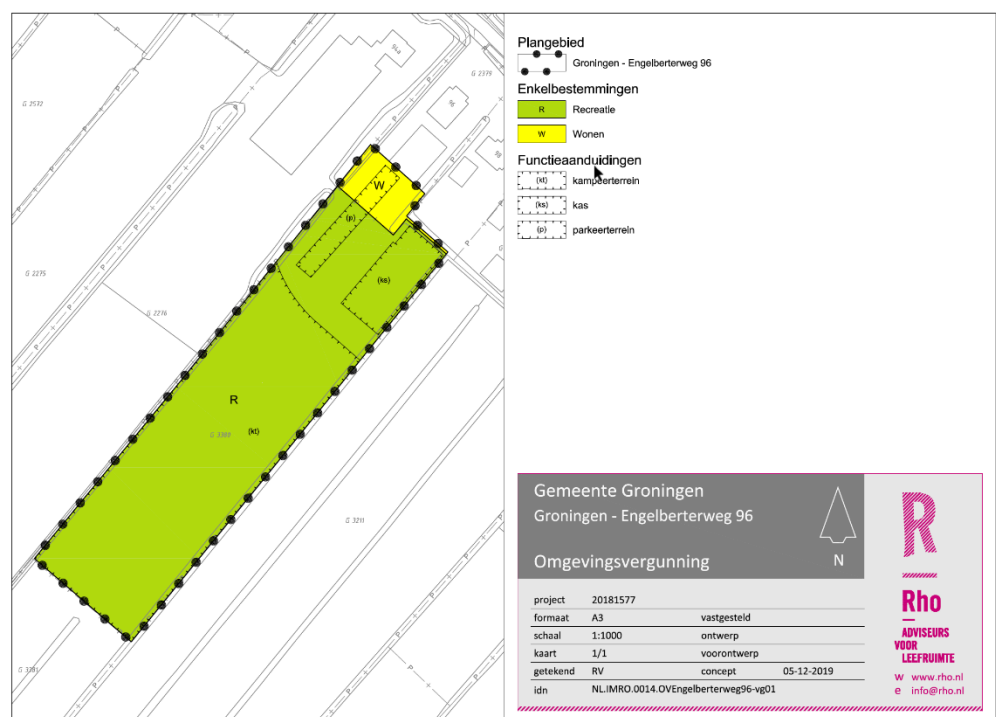 Plangebied
Groningen - Engelberterweg 96
Enkelbestemmingen
R Recreatie
W Wonen
Functieaanduidingen
(kt) kampeerterrein
(ks) kas
(p) parkeerterrein
94a
G 2379
G 2572
96
98
W
(p)
G 2275
(ks)
G 2276
R
G 3389
(kt)
G 3211
Gemeente Groningen
Groningen - Engelberterweg 96
Omgevingsvergunning
N
project 20181577
formaat A3 vastgesteld
schaal 1:1000 ontwerp
kaart 1/1 voorontwerp
getekend RV concept 05-12-2019
idn NL.IMRO.0014.OVEngelberterweg96-vg01
R
Rho
ADVISEURS
VOOR
LEEFRUIMTE
w www.rho.nl
e info@rho.nl